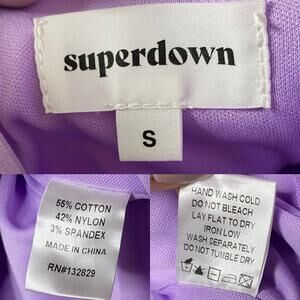 superdown
S
55% COTTON
42% NYLON
3% SPANDEX
MADE IN CHINA
RN#132829
HAND WASH COLD
DO NOT BLEACH
LAY FLAT TO DRY
IRON LOW
WASH SEPARATELY
DO NOT TUMBLE DRY